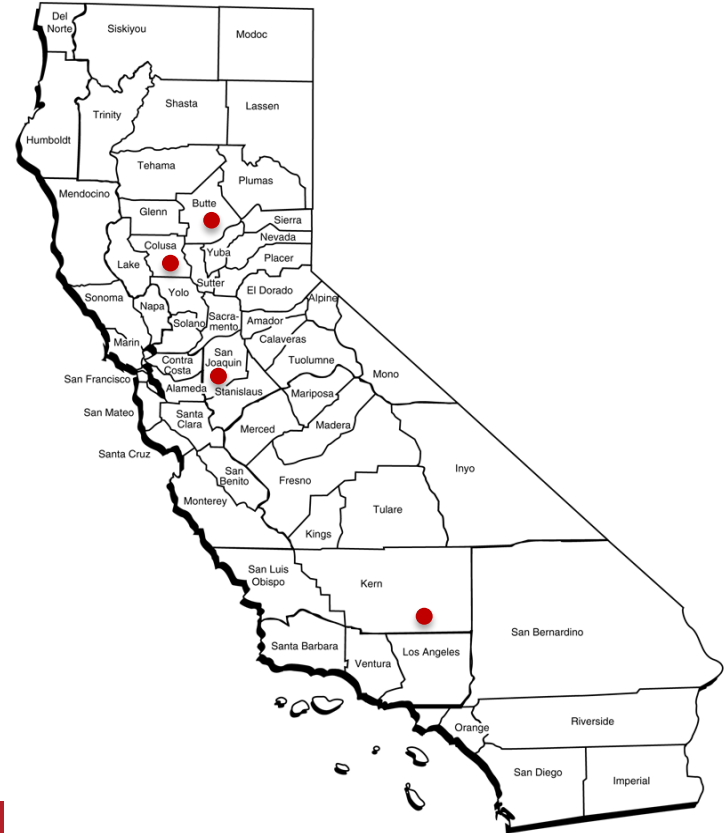 Del
Norte
Siskiyou
Modoc
Shasta
Lassen
Trinity
Humboldt
Tehama
Plumas
Mendocino
Butte
Glenn
Sierra
Colusa
Nevada
Yuba
Placer
Lake
Sutter
El Dorado
Yolo
Sonoma
Napa
Alpine
Sacra-
mento
Solano
Amador
Marin
Calaveras
San
Joaquin
Contra
Costa
Tuolumne
San Francisco
Alameda
Stanislaus
Mono
Mariposa
San Mateo
Santa
Clara
Merced
Madera
Santa Cruz
San
Benito
Fresno
Inyo
Monterey
Tulare
Kings
San Luis
Obispo
Kern
San Bernardino
Santa Barbara
Los Angeles
Ventura
Orange
Riverside
San Diego
Imperial